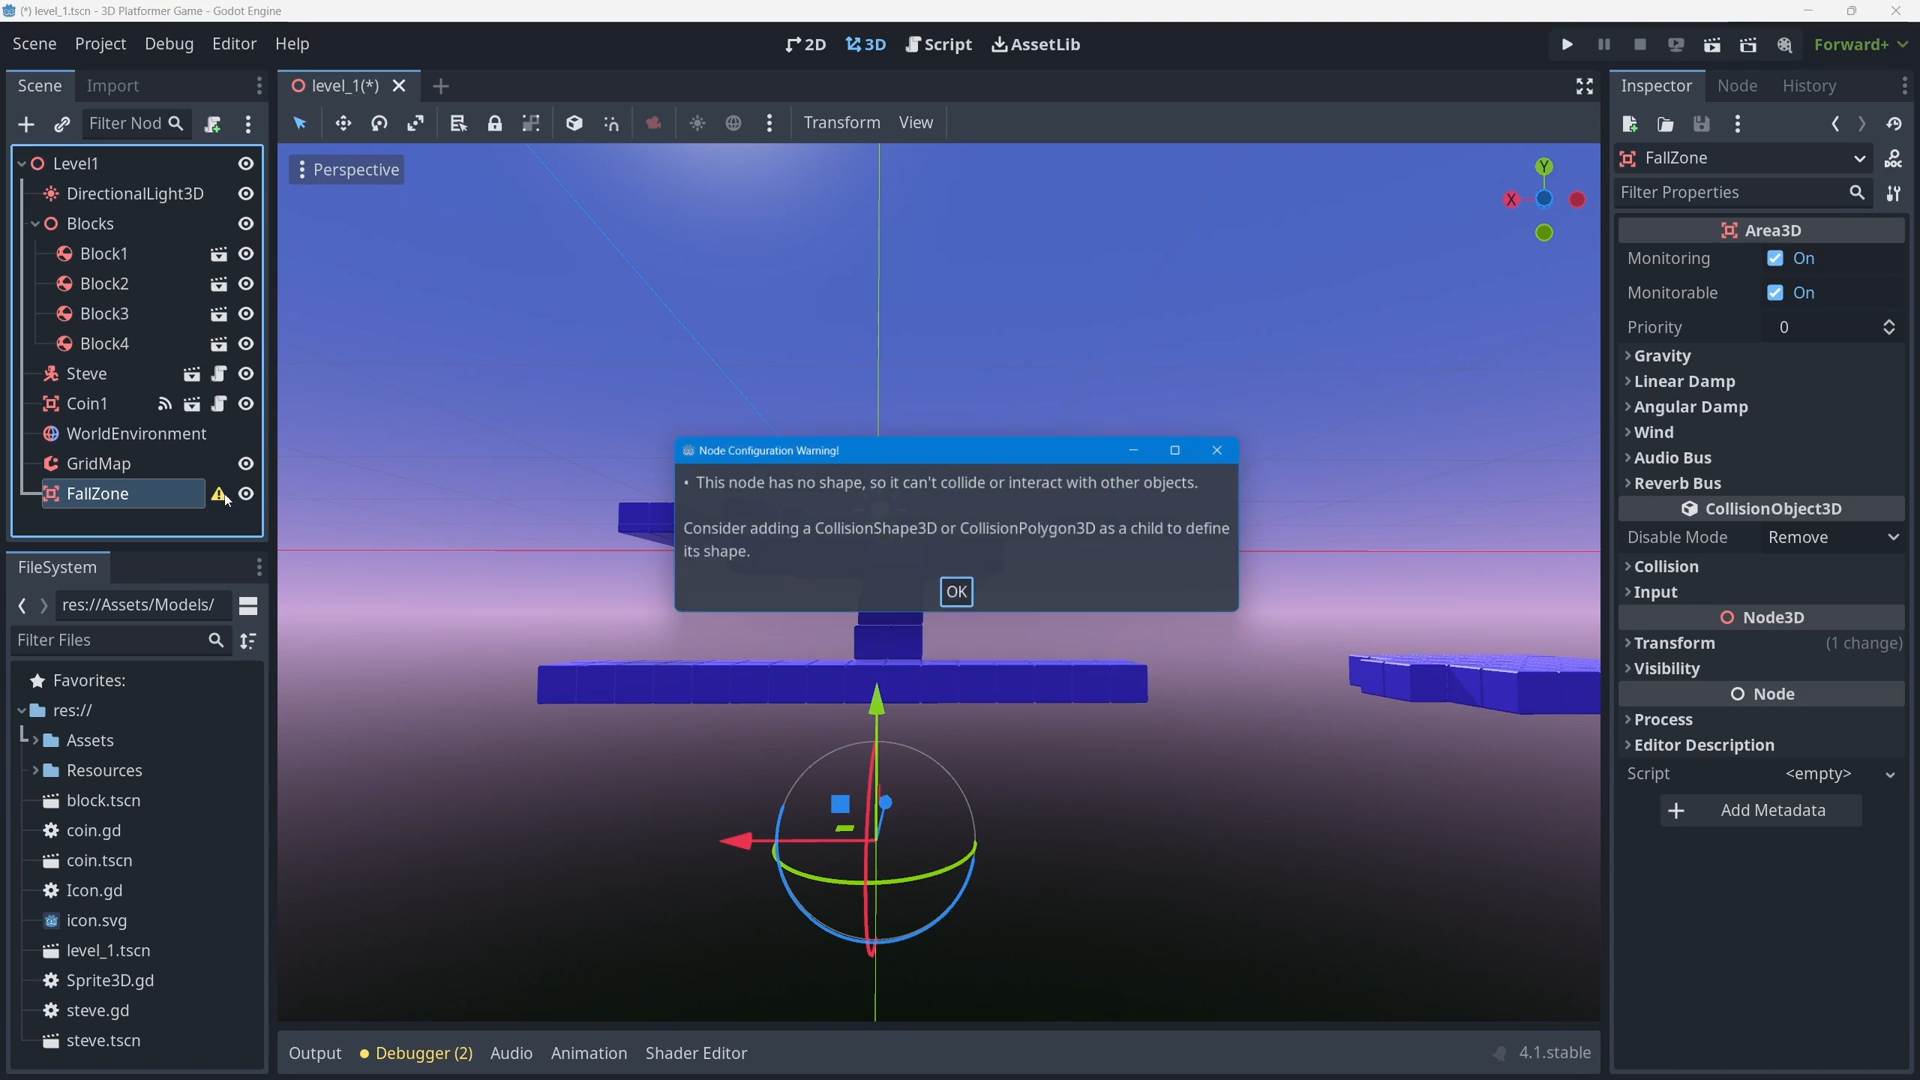 (*) level_1.tscn - 3D Platformer Game - Godot Engine
Scene Project Debug Editor Help
2D 3D Script AssetLib
Forward+
Scene Import
level_1(*)
Inspector Node History
Filter Nod
Transform View
Level1
DirectionalLight3D
Blocks
Block1
Block2
Block3
Block4
Steve
Coin1
WorldEnvironment
GridMap
FallZone
FileSystem
res://Assets/Models/
Filter Files
Favorites:
res://
Assets
Resources
block.tscn
coin.gd
coin.tscn
Icon.gd
icon.svg
level_1.tscn
Sprite3D.gd
steve.gd
steve.tscn
Perspective
Y
X
Node Configuration Warning!
• This node has no shape, so it can't collide or interact with other objects.
Consider adding a CollisionShape3D or CollisionPolygon3D as a child to define
its shape.
OK
Output Debugger (2) Audio Animation Shader Editor
4.1.stable
FallZone
Filter Properties
Area3D
Monitoring On
Monitorable On
Priority 0
Gravity
Linear Damp
Angular Damp
Wind
Audio Bus
Reverb Bus
CollisionObject3D
Disable Mode Remove
Collision
Input
Node3D
Transform (1 change)
Visibility
Node
Process
Editor Description
Script <empty>
Add Metadata